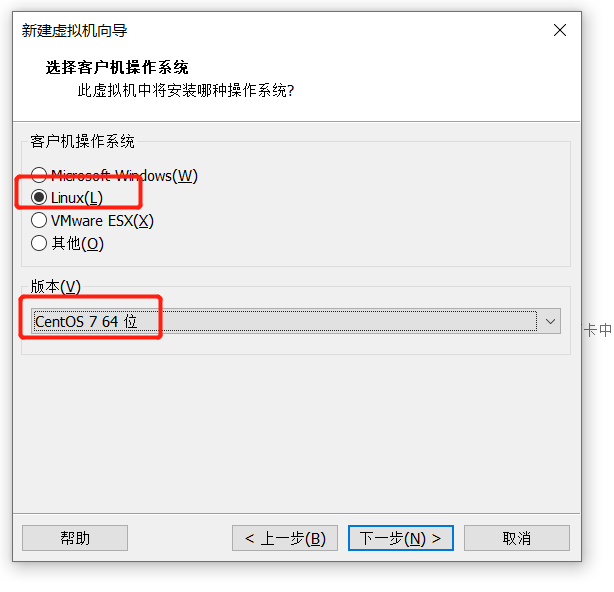 新建虚拟机向导
选择客户机操作系统
此虚拟机中将安装哪种操作系统?
客户机操作系统
Microsoft Windows(W)
Linux(L)
VMware ESX(X)
其他(O)
版本(V)
CentOS 7 64 位
卡中
帮助
< 上一步(B)
下一步(N) >
取消